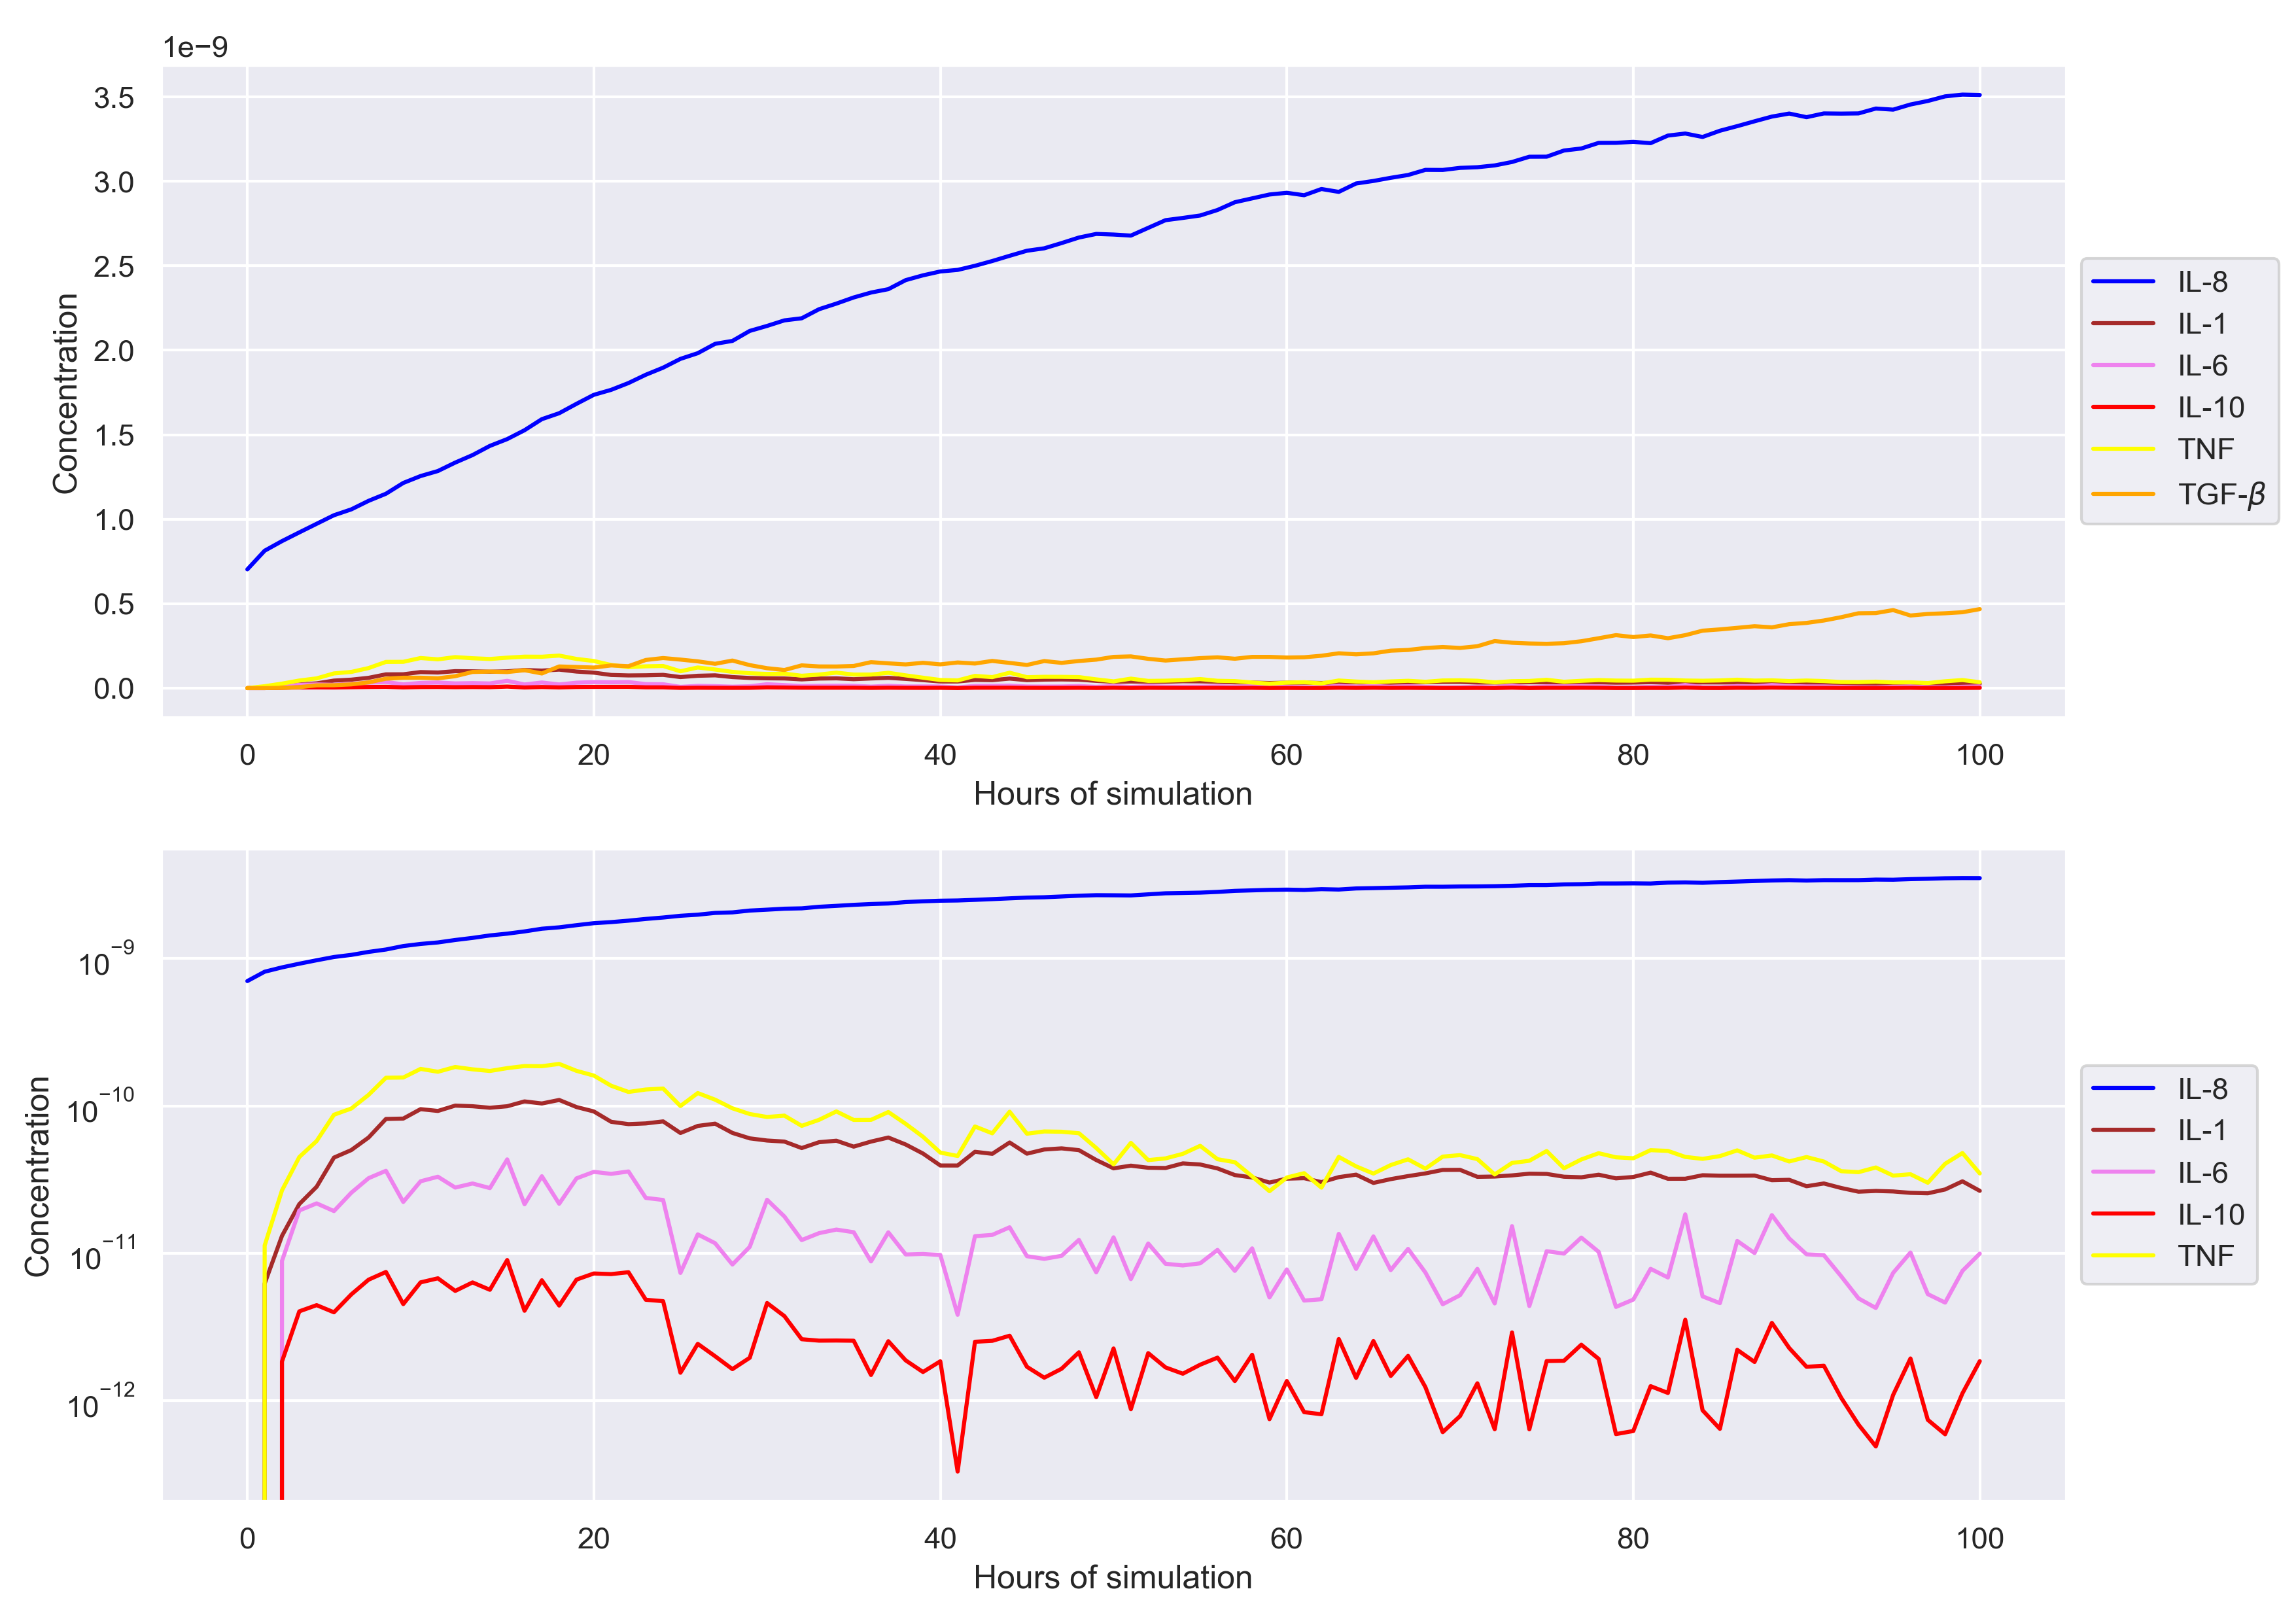 1e−9
3.5
3.0
2.5
2.0
1.5
1.0
0.5
0.0
Concentration
0 20 40 60 80 100
Hours of simulation
IL-8
IL-1
IL-6
IL-10
TNF
TGF-β
10⁻⁹
10⁻¹⁰
10⁻¹¹
10⁻¹²
Concentration
0 20 40 60 80 100
Hours of simulation
IL-8
IL-1
IL-6
IL-10
TNF